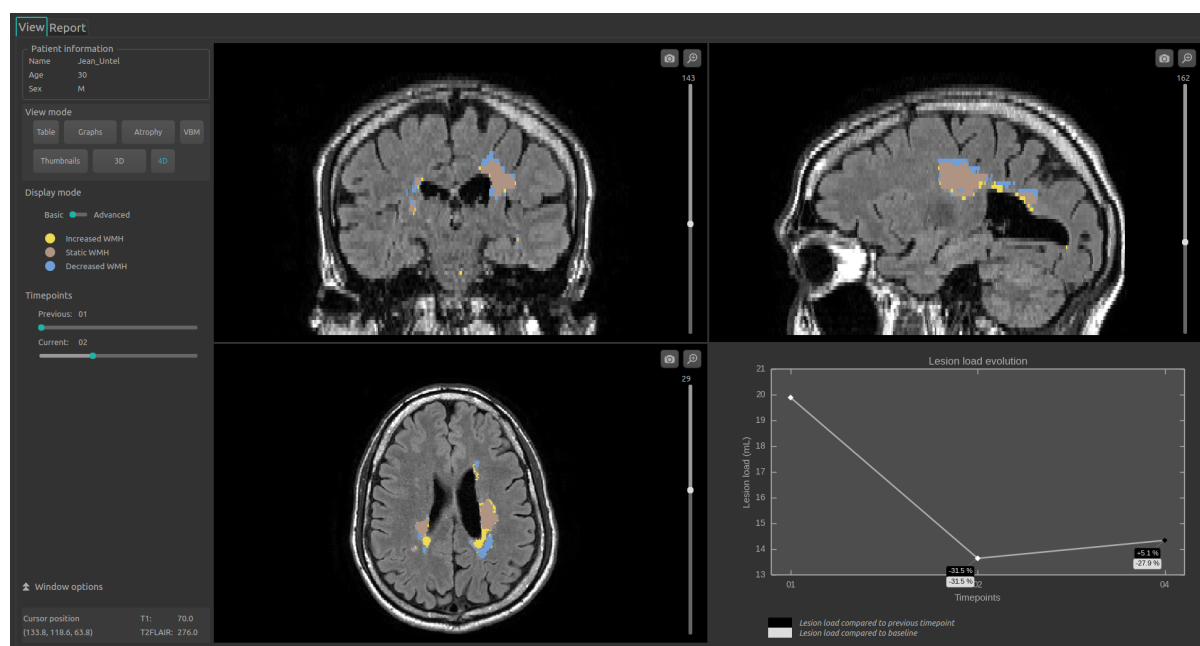 View Report
Patient information
Name Jean_Untel
Age 30
Sex M
View mode
Table Graphs Atrophy VBM
Thumbnails 3D 4D
Display mode
Basic Advanced
Increased WMH
Static WMH
Decreased WMH
Timepoints
Previous: 01
Current: 02
Window options
Cursor position T1: 70.0
(133.8, 118.6, 63.8) T2FLAIR: 276.0
143
162
29
Lesion load evolution
Lesion load (mL)
21
20
19
18
17
16
15
14
13
-31.5 %
-31.5 %
+5.1 %
-27.9 %
01 02 04
Timepoints
Lesion load compared to previous timepoint
Lesion load compared to baseline